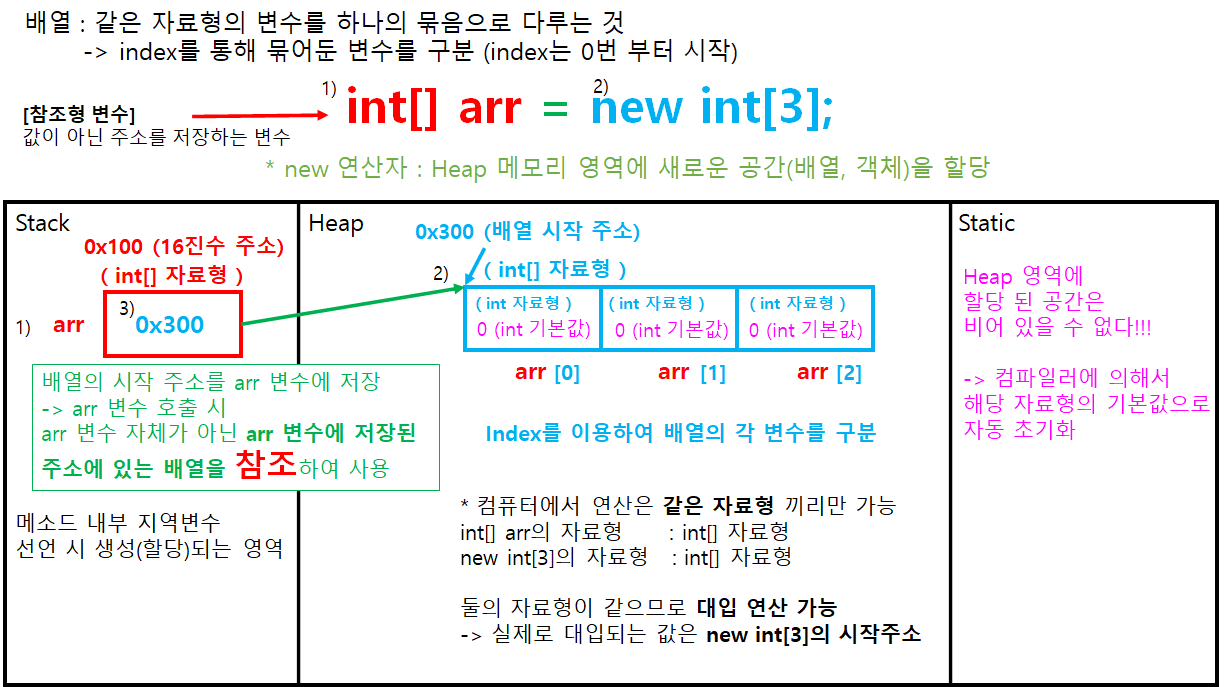 배열 : 같은 자료형의 변수를 하나의 묶음으로 다루는 것
-> index를 통해 묶어둔 변수를 구분 (index는 0번 부터 시작)
1) int[] arr = 2) new int[3];
[참조형 변수]
값이 아닌 주소를 저장하는 변수
* new 연산자 : Heap 메모리 영역에 새로운 공간(배열, 객체)을 할당
Stack
0x100 (16진수 주소)
( int[] 자료형 )
1) arr
3) 0x300
배열의 시작 주소를 arr 변수에 저장
-> arr 변수 호출 시
arr 변수 자체가 아닌 arr 변수에 저장된
주소에 있는 배열을 참조하여 사용
메소드 내부 지역변수
선언 시 생성(할당)되는 영역
Heap
0x300 (배열 시작 주소)
2) ( int[] 자료형 )
( int 자료형 ) ( int 자료형 ) ( int 자료형 )
0 (int 기본값) 0 (int 기본값) 0 (int 기본값)
arr [0] arr [1] arr [2]
Index를 이용하여 배열의 각 변수를 구분
* 컴퓨터에서 연산은 같은 자료형 끼리만 가능
int[] arr의 자료형 : int[] 자료형
new int[3]의 자료형 : int[] 자료형
둘의 자료형이 같으므로 대입 연산 가능
-> 실제로 대입되는 값은 new int[3]의 시작주소
Static
Heap 영역에
할당 된 공간은
비어 있을 수 없다!!!
-> 컴파일러에 의해서
해당 자료형의 기본값으로
자동 초기화